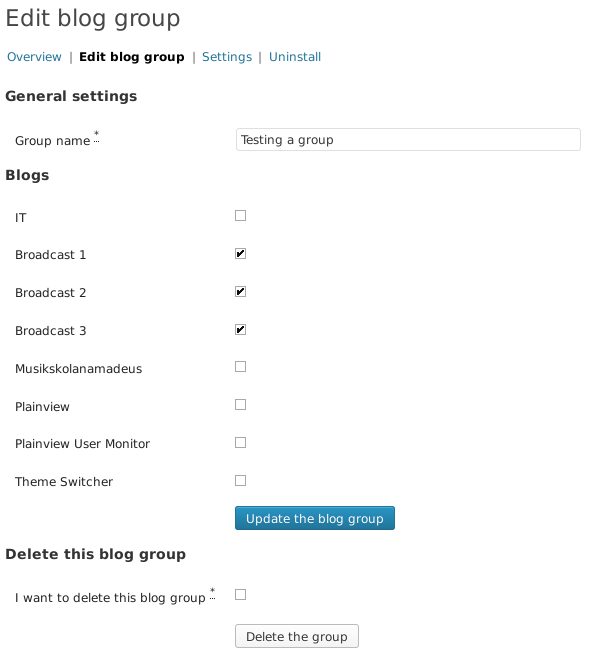 Edit blog group
Overview | Edit blog group | Settings | Uninstall
General settings
Group name * Testing a group
Blogs
IT
Broadcast 1
Broadcast 2
Broadcast 3
Musikskolanamadeus
Plainview
Plainview User Monitor
Theme Switcher
Update the blog group
Delete this blog group
I want to delete this blog group *
Delete the group